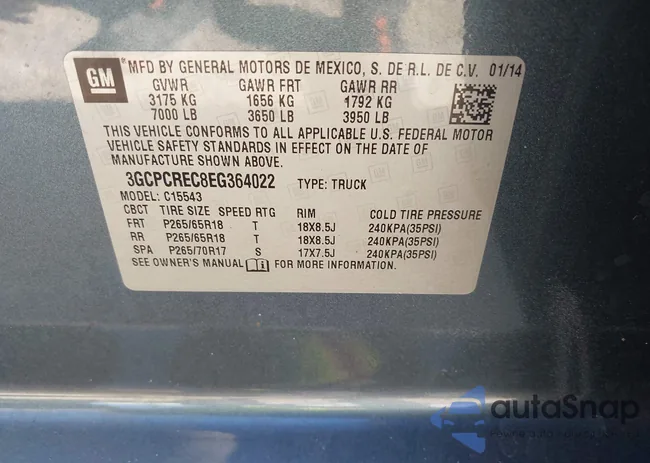 GM
MFD BY GENERAL MOTORS DE MEXICO, S. DE R.L. DE C.V. 01/14
GVWR GAWR FRT GAWR RR
3175 KG 1656 KG 1792 KG
7000 LB 3650 LB 3950 LB
THIS VEHICLE CONFORMS TO ALL APPLICABLE U.S. FEDERAL MOTOR
VEHICLE SAFETY STANDARDS IN EFFECT ON THE DATE OF
MANUFACTURE SHOWN ABOVE.
3GCPCREC8EG364022 TYPE: TRUCK
MODEL: C15543
CBCT TIRE SIZE SPEED RTG RIM COLD TIRE PRESSURE
FRT P265/65R18 T 18X8.5J 240KPA(35PSI)
RR P265/65R18 T 18X8.5J 240KPA(35PSI)
SPA P265/70R17 S 17X7.5J 240KPA(35PSI)
SEE OWNER'S MANUAL FOR MORE INFORMATION.
autoSnap